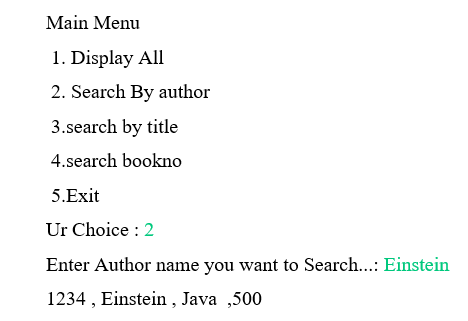 Main Menu
1. Display All
2. Search By author
3.search by title
4.search bookno
5.Exit
Ur Choice : 2
Enter Author name you want to Search...: Einstein
1234 , Einstein , Java  ,500